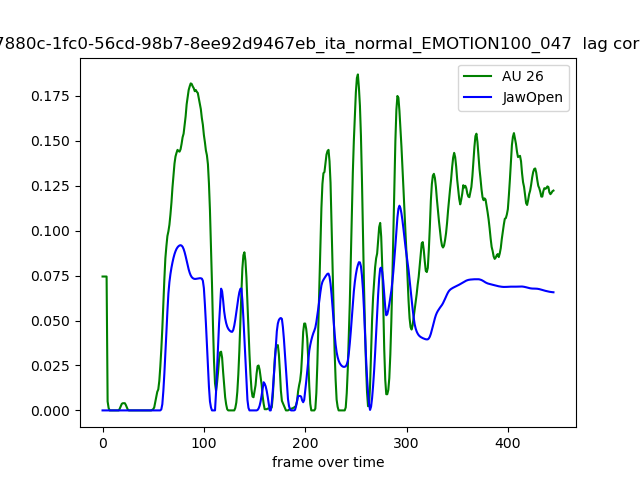 7880c-1fc0-56cd-98b7-8ee92d9467eb_ita_normal_EMOTION100_047 lag cor
AU 26
JawOpen
0.175
0.150
0.125
0.100
0.075
0.050
0.025
0.000
0 100 200 300 400
frame over time